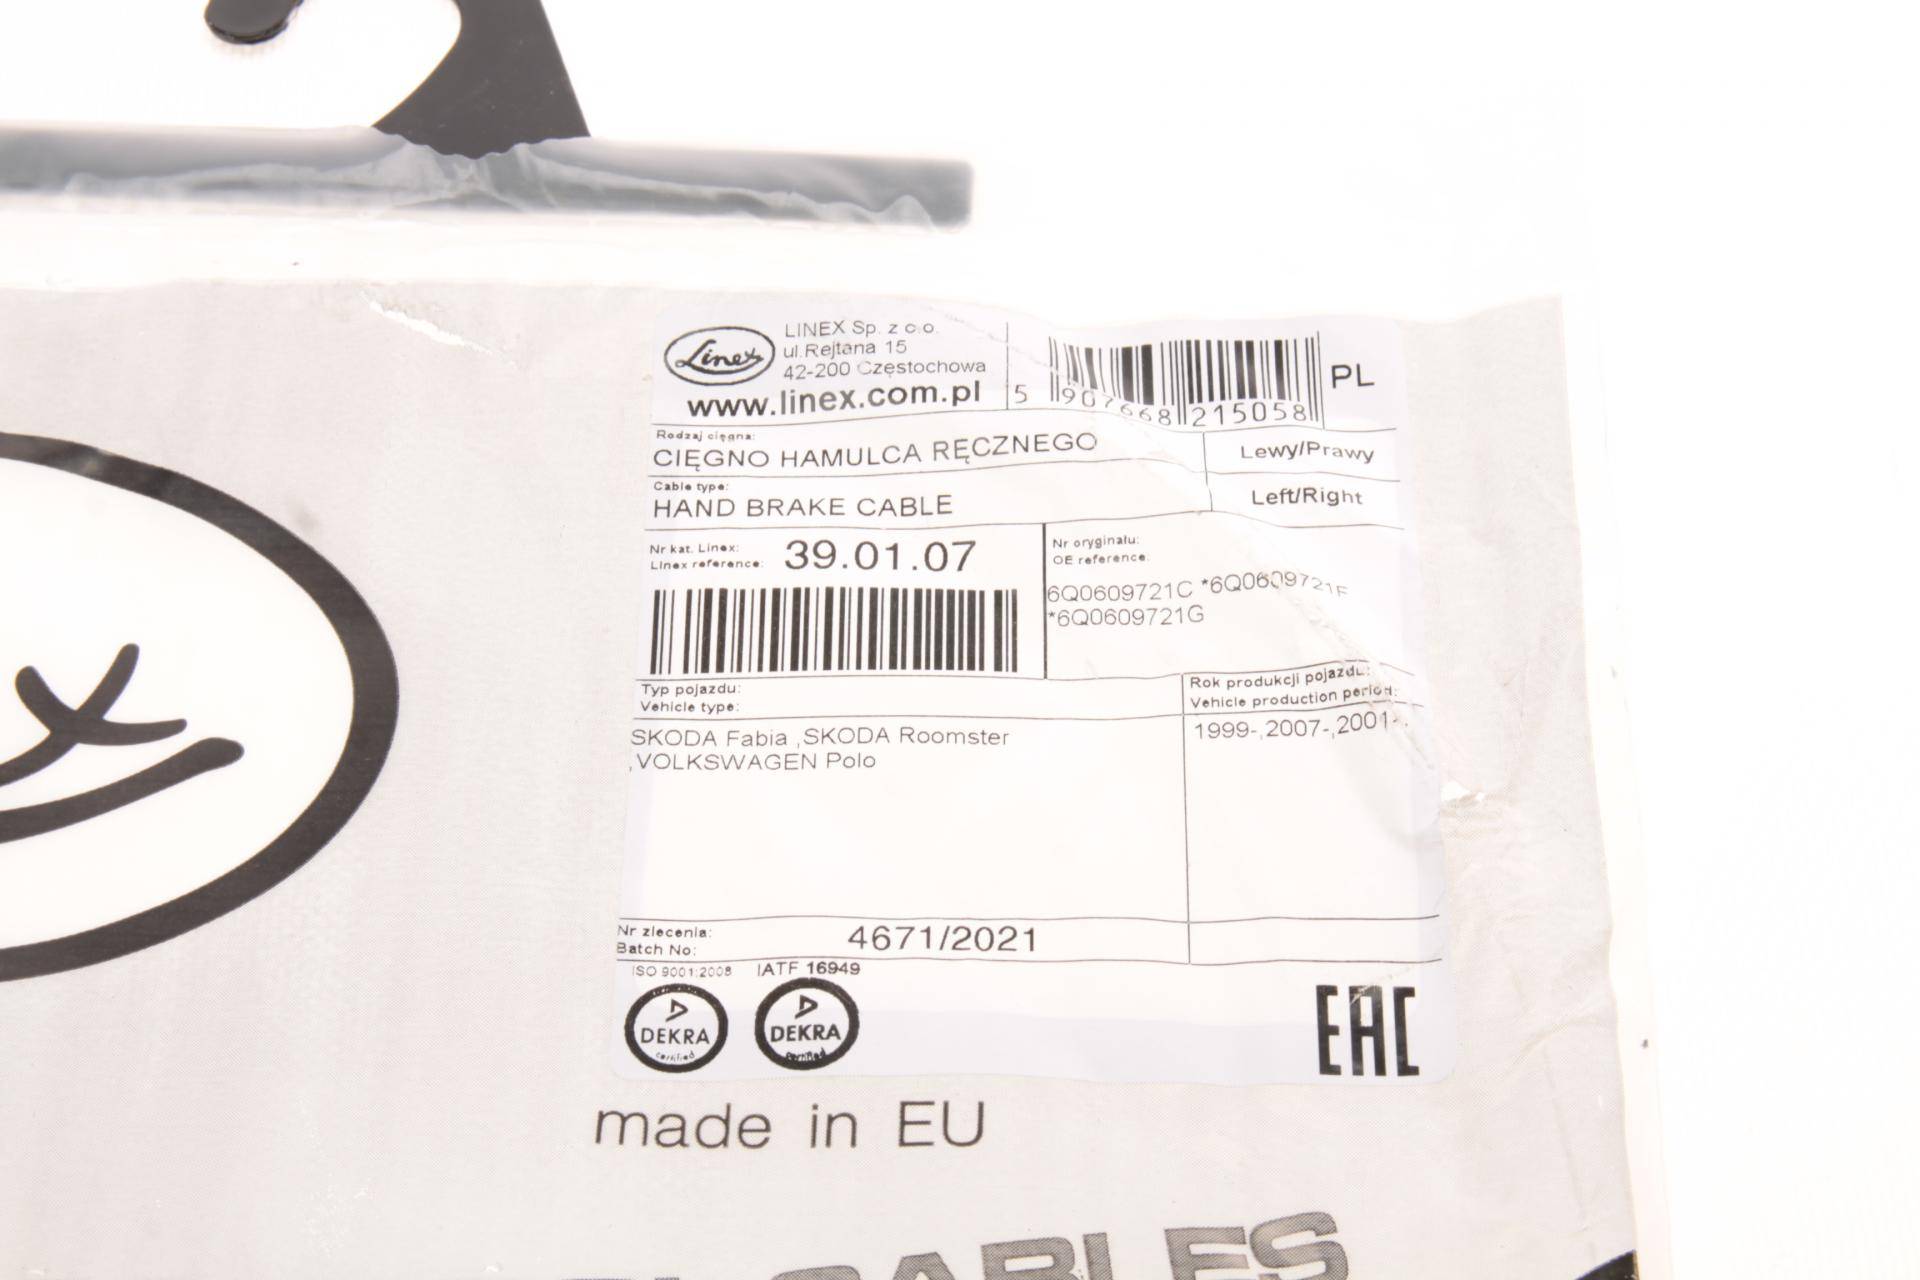 Linex
LINEX Sp. z o.o.
ul.Rejtana 15
42-200 Częstochowa
www.linex.com.pl
5 907668 215058
PL
Rodzaj cięgna:
CIĘGNO HAMULCA RĘCZNEGO
Lewy/Prawy
Cable type:
HAND BRAKE CABLE
Left/Right
Nr kat. Linex:
Linex reference:
39.01.07
Nr oryginału:
OE reference:
6Q0609721C *6Q0609721F
*6Q0609721G
Typ pojazdu:
Vehicle type:
Rok produkcji pojazdu:
Vehicle production period:
SKODA Fabia ,SKODA Roomster
,VOLKSWAGEN Polo
1999-,2007-,2001-.
Nr zlecenia:
Batch No:
4671/2021
ISO 9001:2008
IATF 16949
DEKRA
certified
DEKRA
certified
EAC
made in EU
CABLES